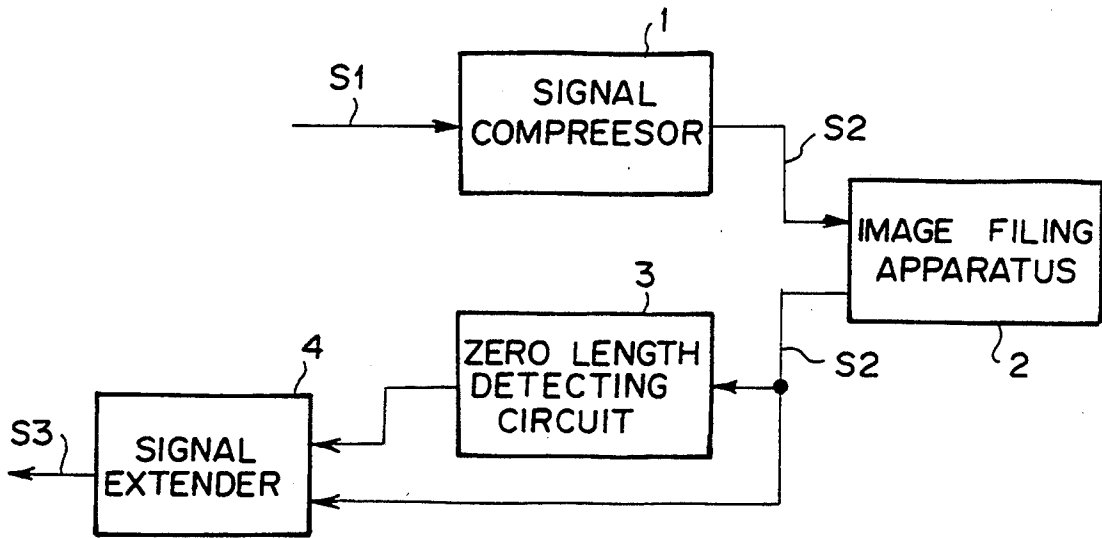 1
S1
SIGNAL
COMPREESOR
S2
IMAGE FILING
APPARATUS
2
3
ZERO LENGTH
DETECTING
CIRCUIT
S2
4
SIGNAL
EXTENDER
S3